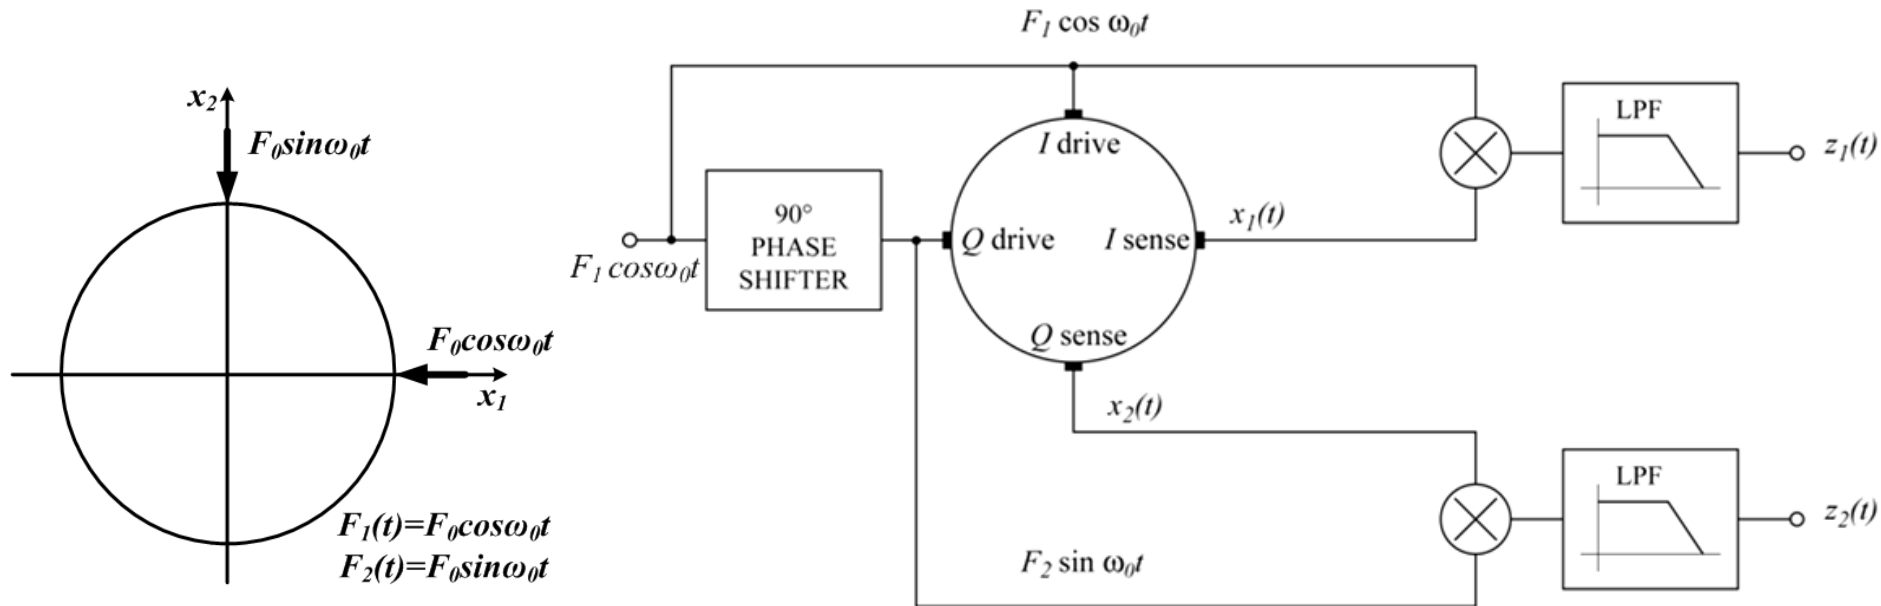 x₂
F₀sinω₀t
F₀cosω₀t
x₁
F₁(t)=F₀cosω₀t
F₂(t)=F₀sinω₀t
F₁ cos ω₀t
I drive
90°
PHASE
SHIFTER
F₁ cosω₀t
Q drive
I sense
Q sense
x₁(t)
x₂(t)
LPF
z₁(t)
LPF
z₂(t)
F₂ sin ω₀t